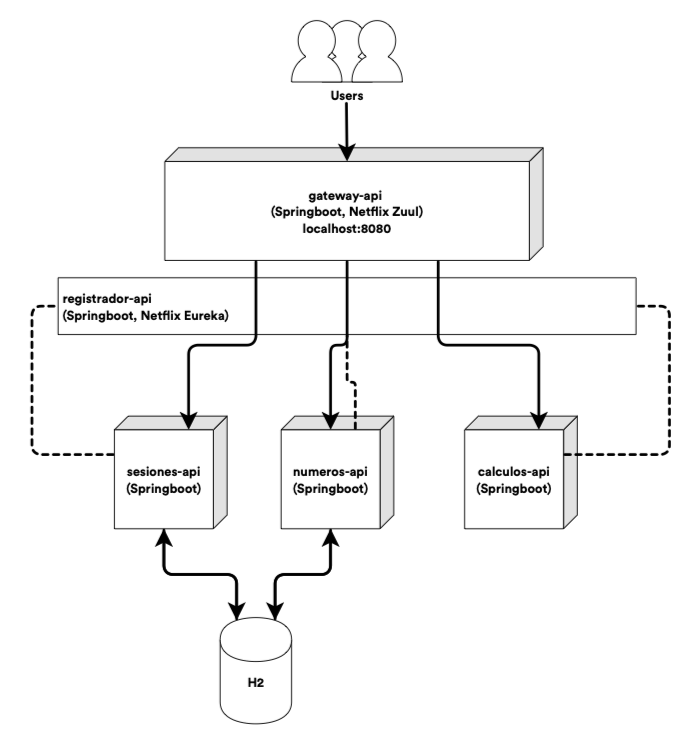 Users
gateway-api
(Springboot, Netflix Zuul)
localhost:8080
registrador-api
(Springboot, Netflix Eureka)
sesiones-api
(Springboot)
numeros-api
(Springboot)
calculos-api
(Springboot)
H2